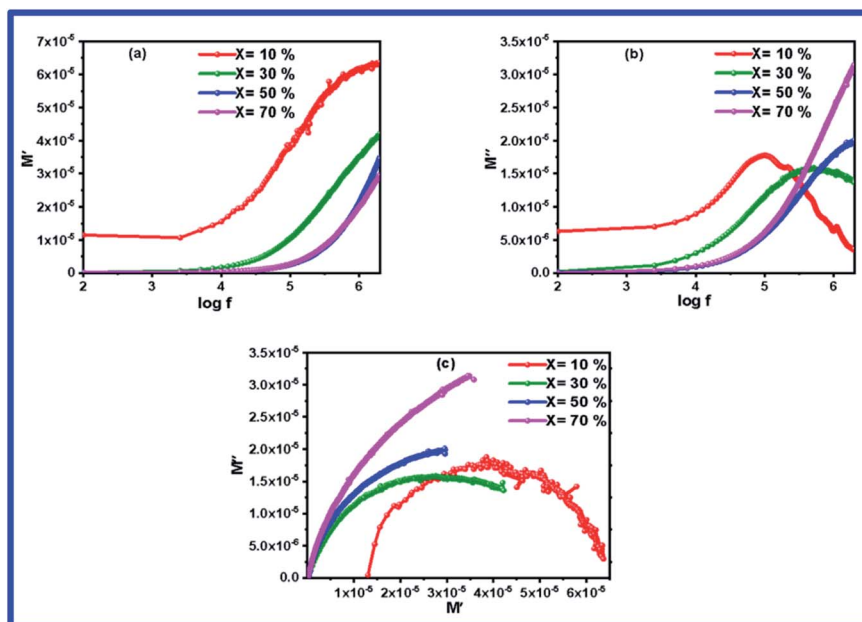 (a)
X= 10 %
X= 30 %
X= 50 %
X= 70 %
7x10⁻⁵
6x10⁻⁵
5x10⁻⁵
4x10⁻⁵
3x10⁻⁵
2x10⁻⁵
1x10⁻⁵
0
M′
2 3 4 5 6
log f
(b)
X= 10 %
X= 30 %
X= 50 %
X= 70 %
3.5x10⁻⁵
3.0x10⁻⁵
2.5x10⁻⁵
2.0x10⁻⁵
1.5x10⁻⁵
1.0x10⁻⁵
5.0x10⁻⁶
0.0
M′′
2 3 4 5 6
log f
(c)
X= 10 %
X= 30 %
X= 50 %
X= 70 %
3.5x10⁻⁵
3.0x10⁻⁵
2.5x10⁻⁵
2.0x10⁻⁵
1.5x10⁻⁵
1.0x10⁻⁵
5.0x10⁻⁶
0.0
M′′
1x10⁻⁵ 2x10⁻⁵ 3x10⁻⁵ 4x10⁻⁵ 5x10⁻⁵ 6x10⁻⁵
M′